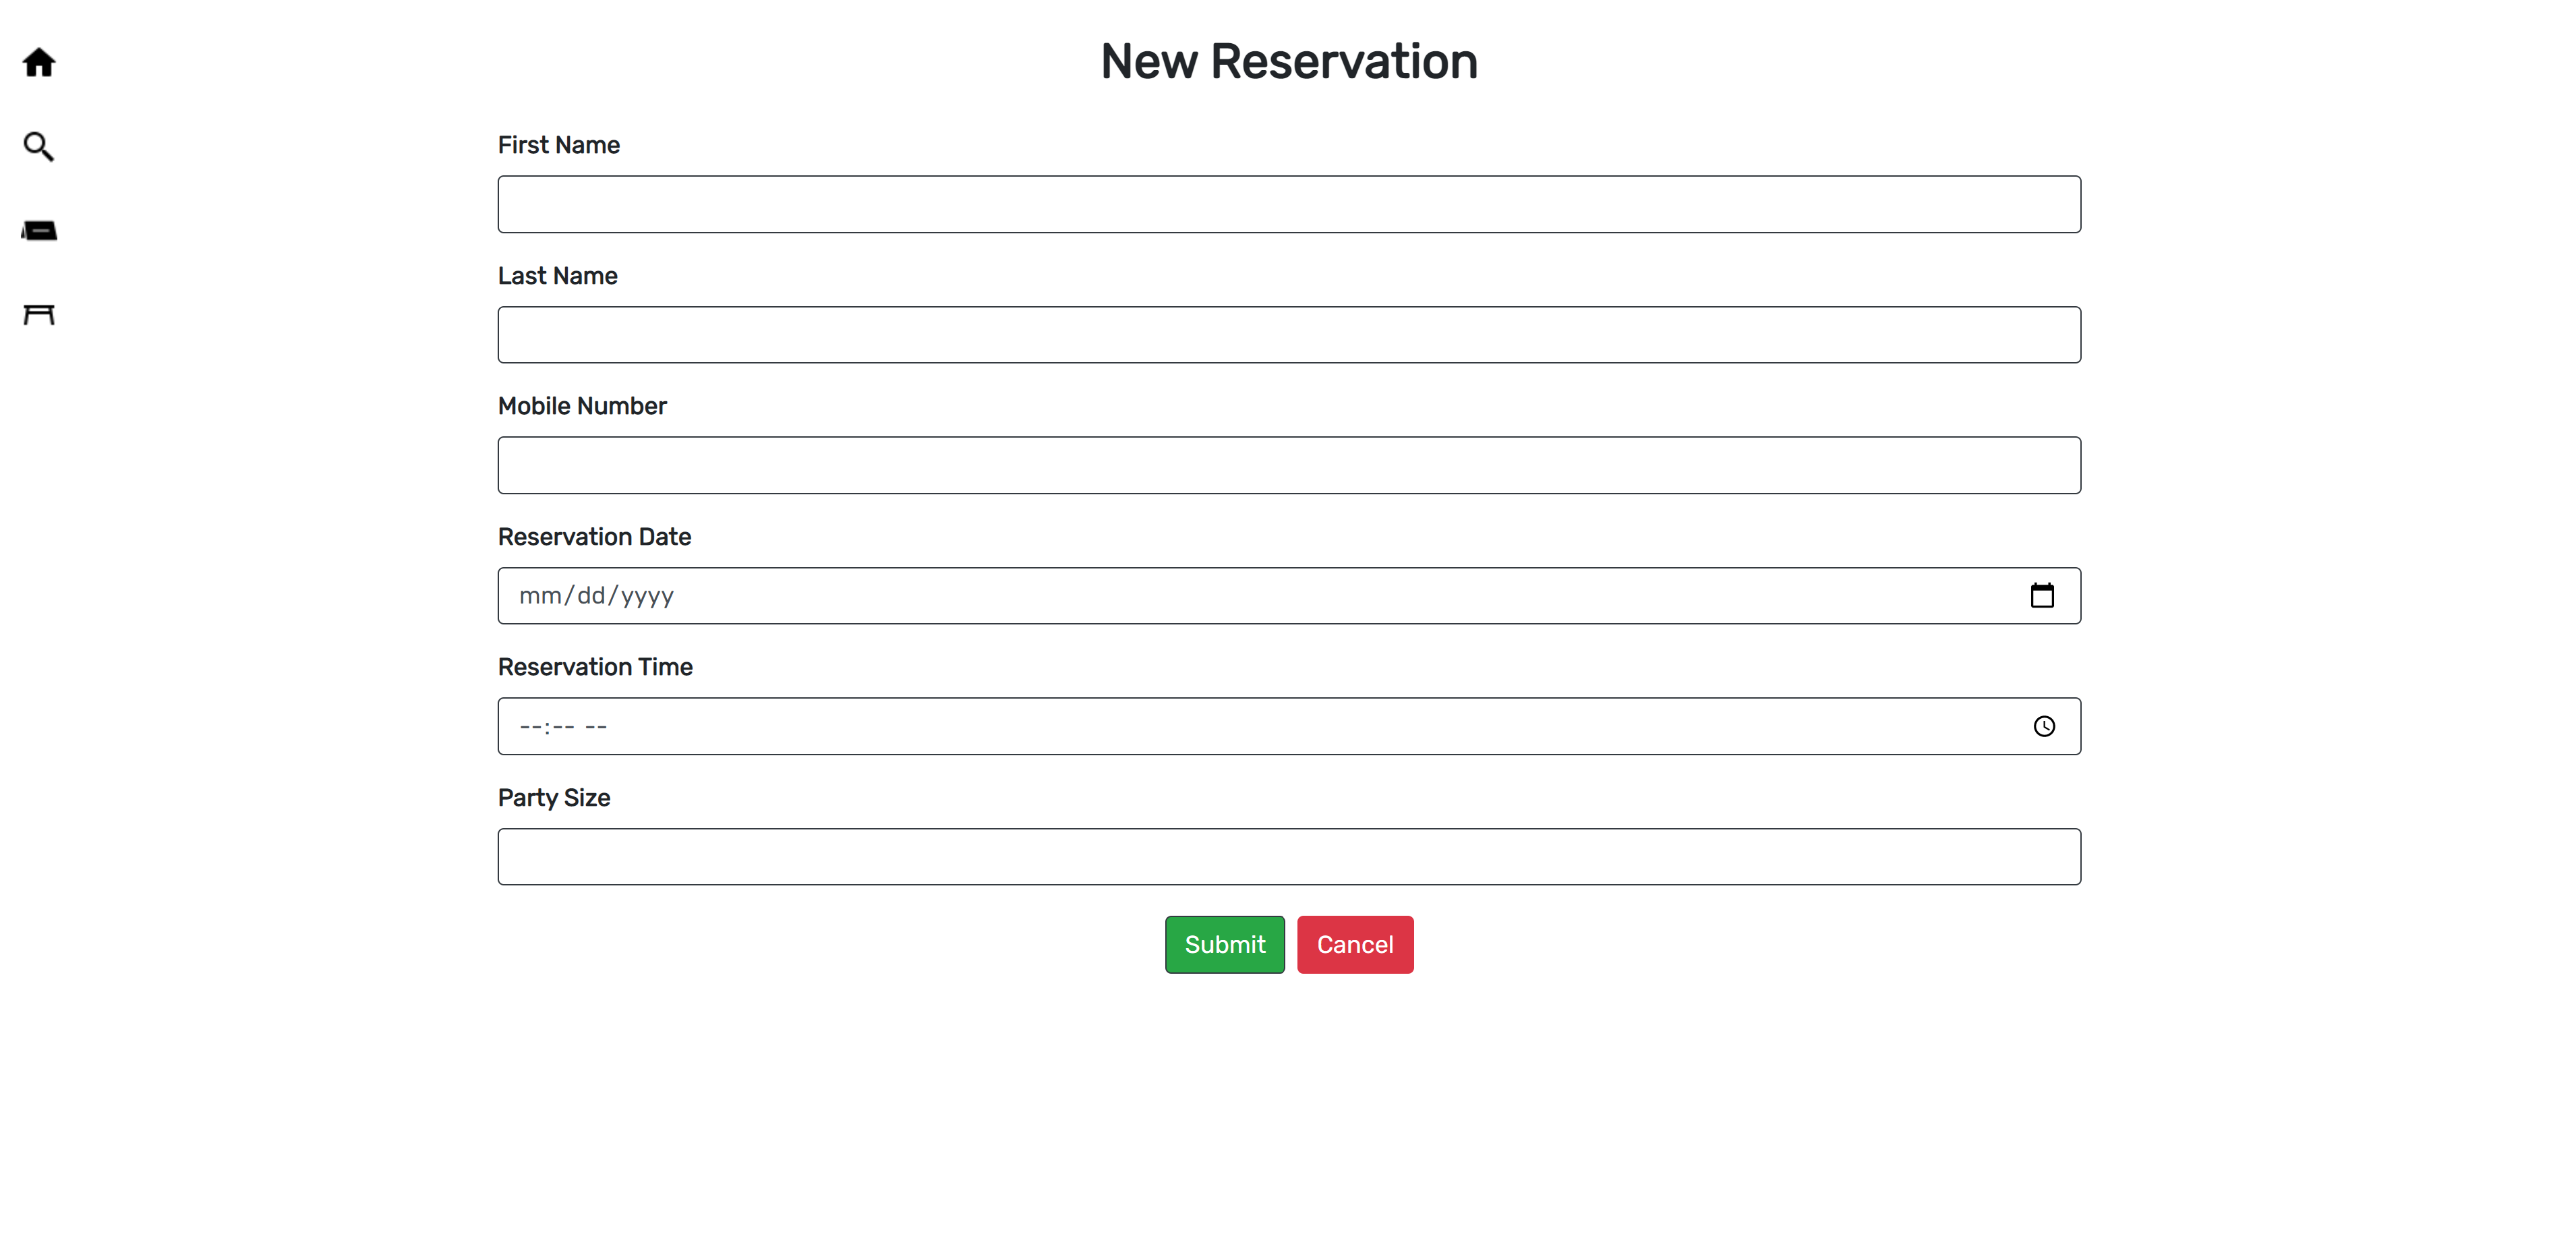 New Reservation
First Name
Last Name
Mobile Number
Reservation Date
mm/dd/yyyy
Reservation Time
--:-- --
Party Size
Submit Cancel